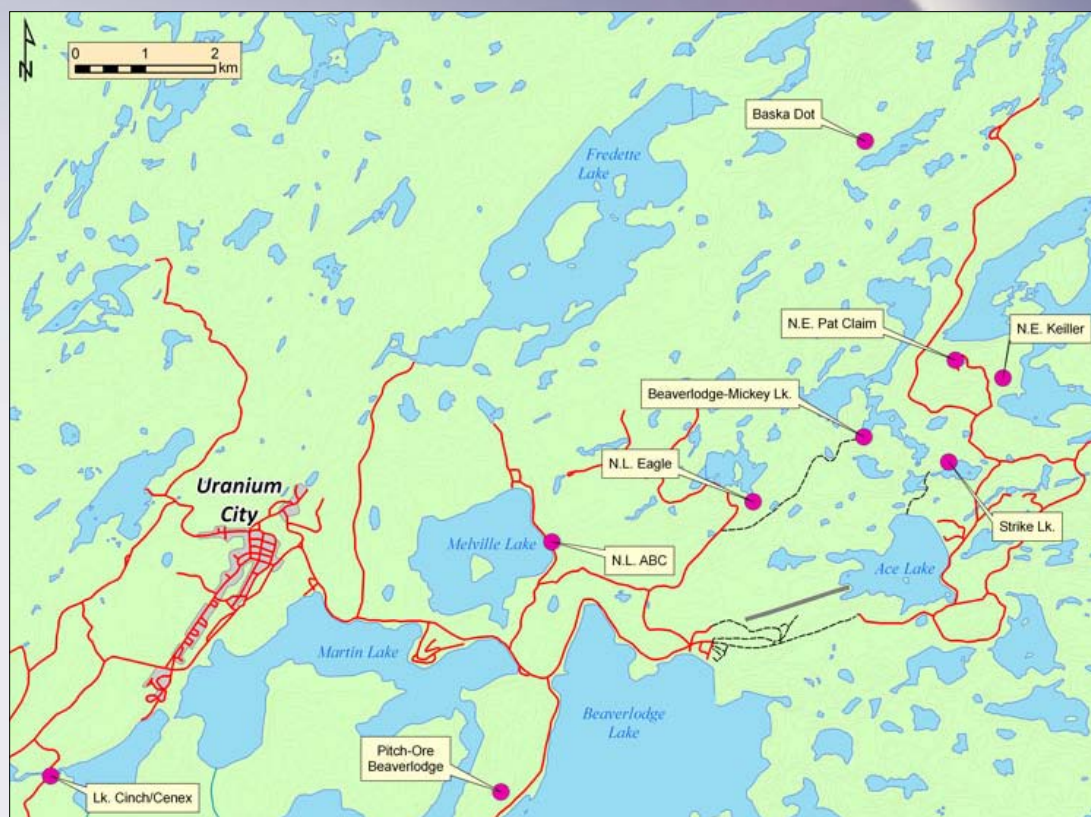 N
0 1 2
km
Baska Dot
Fredette
Lake
N.E. Pat Claim
N.E. Keiller
Beaverlodge-Mickey Lk.
N.L. Eagle
Uranium
City
Strike Lk.
Melville Lake
N.L. ABC
Ace Lake
Martin Lake
Beaverlodge
Lake
Pitch-Ore
Beaverlodge
Lk. Cinch/Cenex